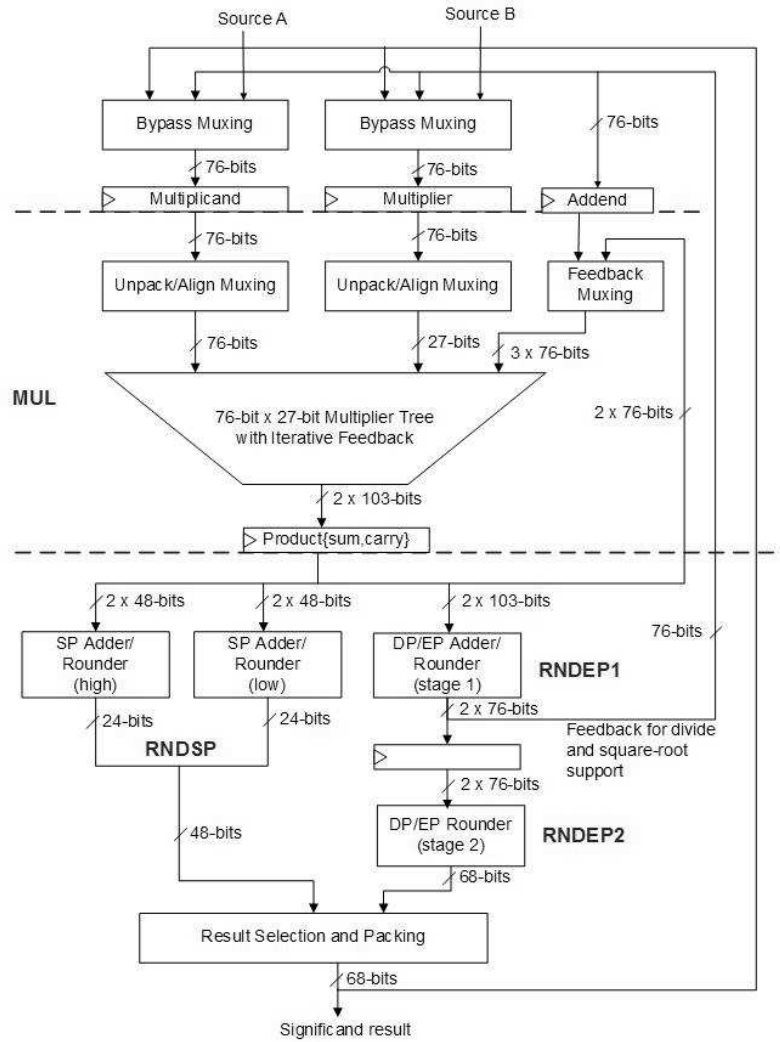 Source A
Source B
Bypass Muxing
Bypass Muxing
76-bits
76-bits
76-bits
Multiplicand
Multiplier
Addend
76-bits
76-bits
Unpack/Align Muxing
Unpack/Align Muxing
Feedback
Muxing
76-bits
27-bits
3 x 76-bits
MUL
76-bit x 27-bit Multiplier Tree
with Iterative Feedback
2 x 76-bits
2 x 103-bits
Product{sum,carry}
2 x 48-bits
2 x 48-bits
2 x 103-bits
76-bits
SP Adder/
Rounder
(high)
SP Adder/
Rounder
(low)
DP/EP Adder/
Rounder
(stage 1)
RNDEP1
24-bits
24-bits
2 x 76-bits
RNDSP
Feedback for divide
and square-root
support
2 x 76-bits
48-bits
DP/EP Rounder
(stage 2)
RNDEP2
68-bits
Result Selection and Packing
68-bits
Significand result